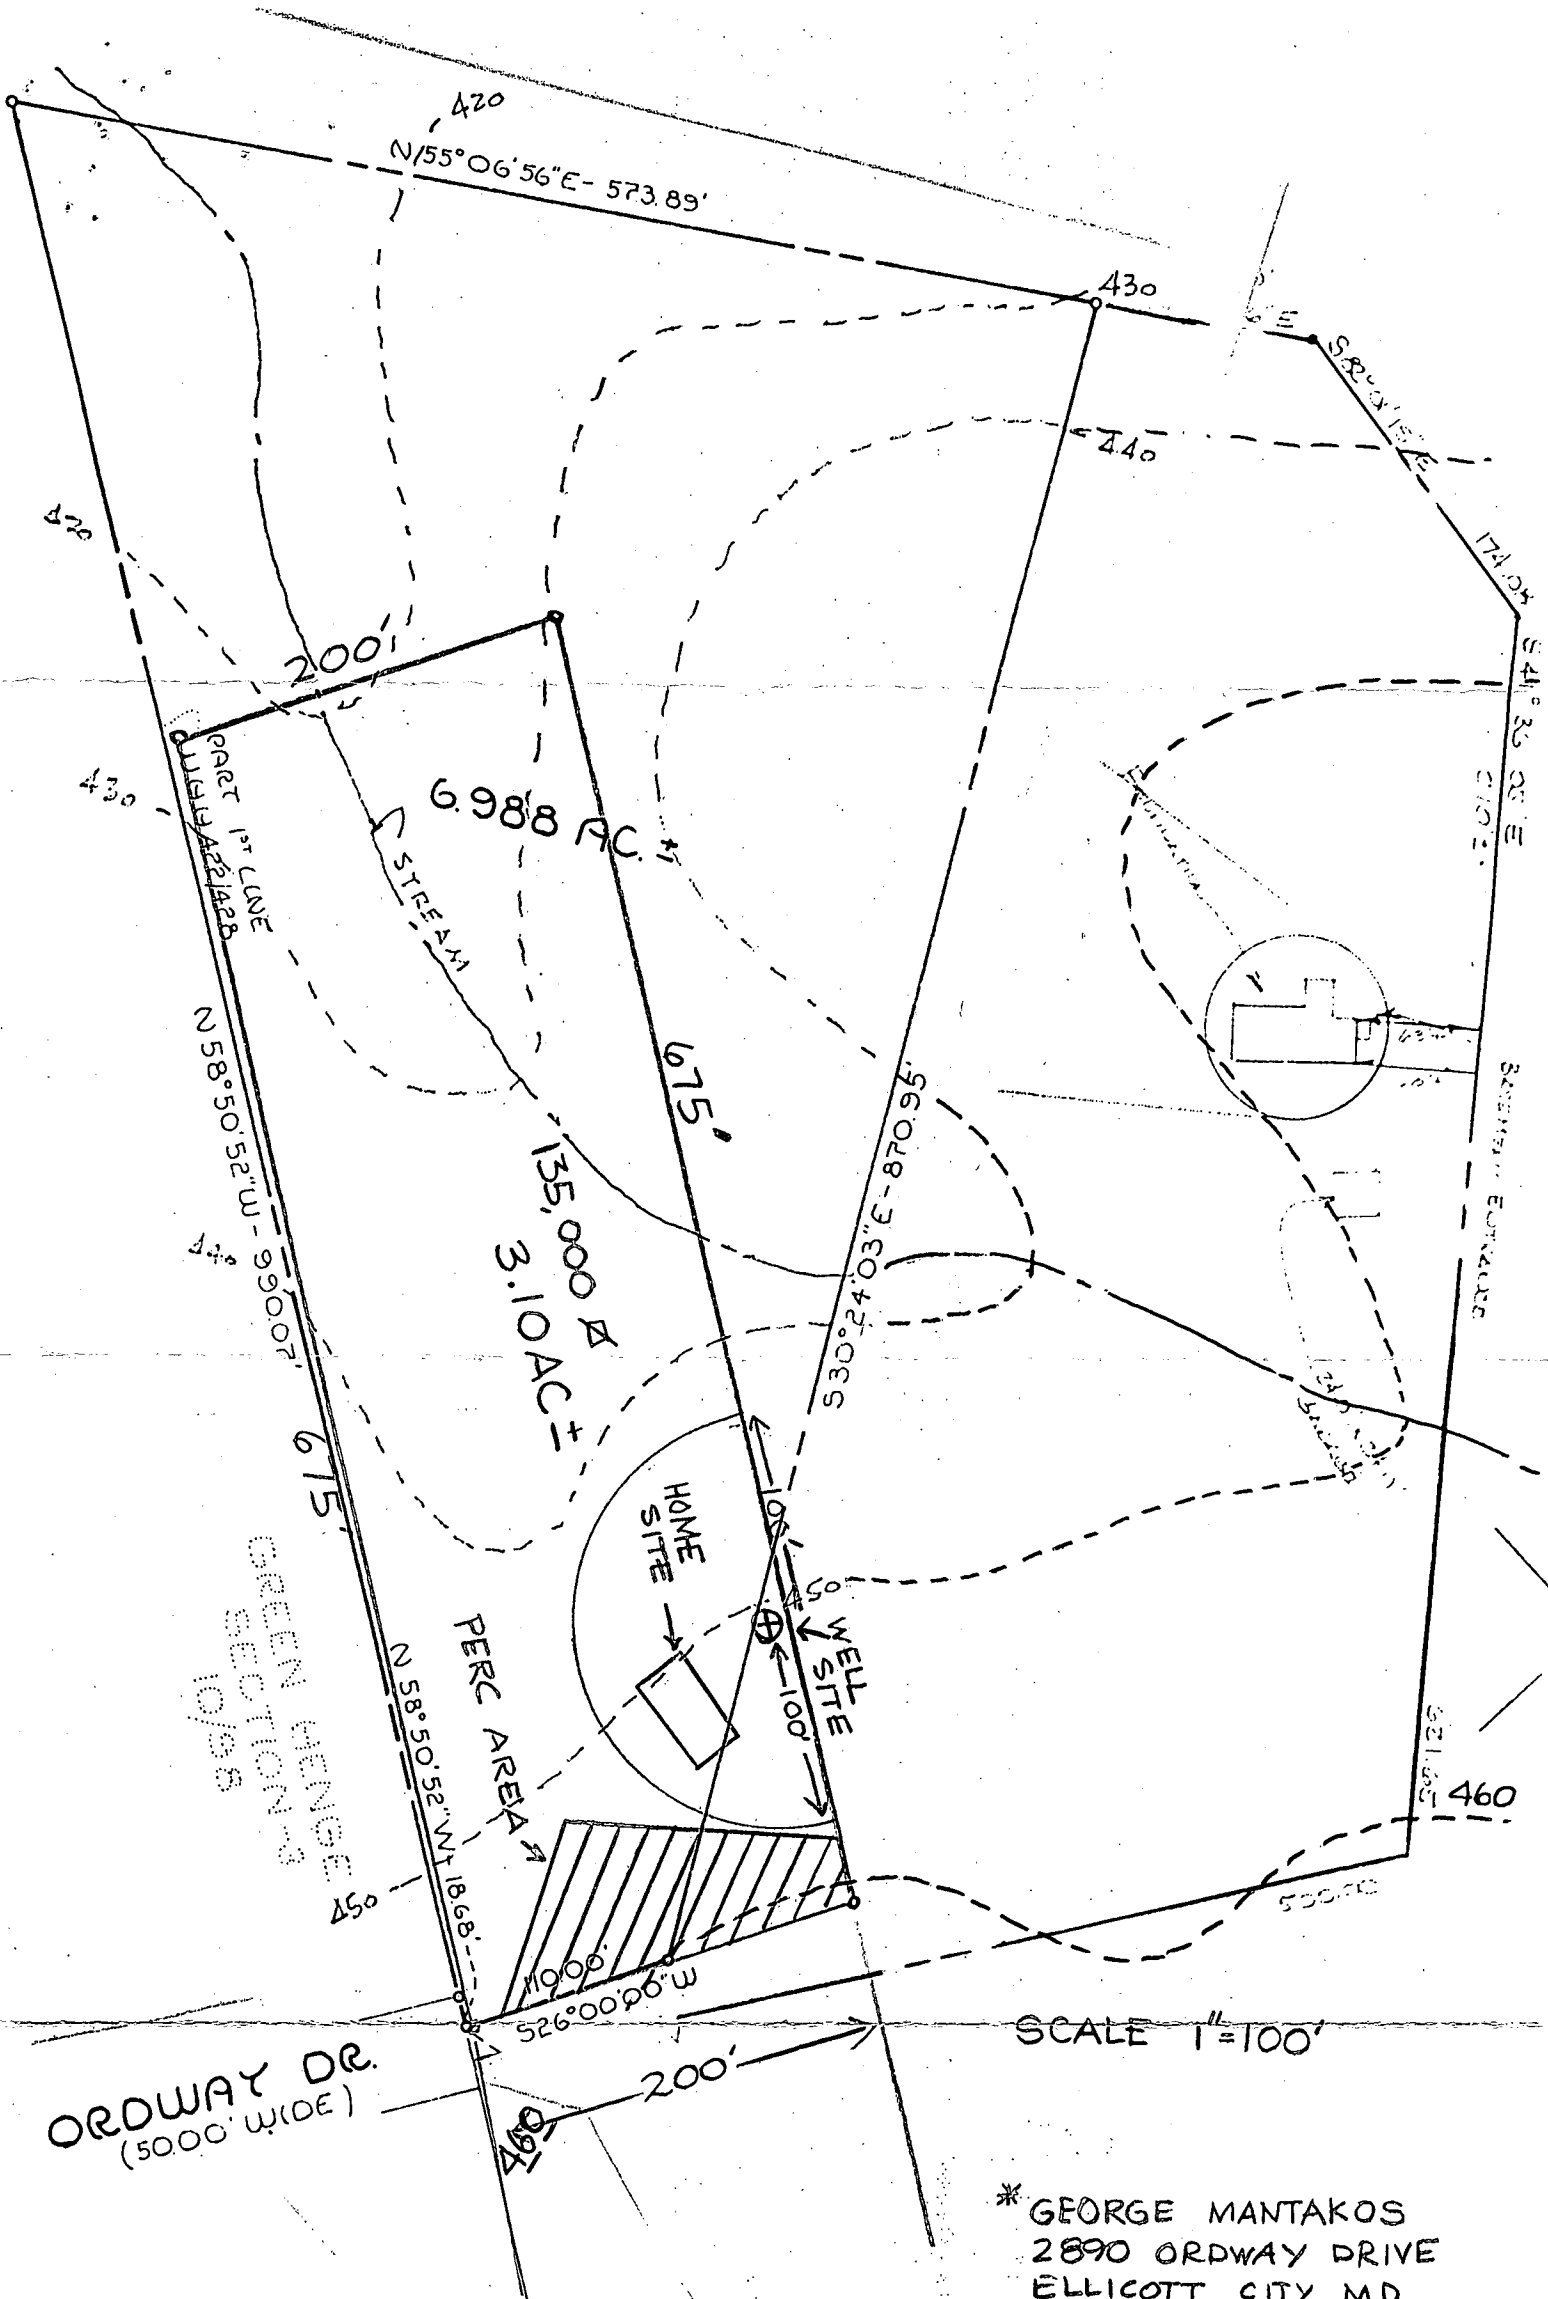 420
N 55°06'56"E - 573.89'
430
440
174.04
420
200'
PART 1ST LINE
430
6.988 AC. ±
STREAM
N 58°50'52"W - 990.07'
675'
135,000
3.10 AC ±
440
S 30°24'03"E - 870.95'
675'
100'
HOME
SITE
450
WELL
SITE
100'
PERC AREA
GREEN HENGE
SECTION
N 58°50'52"W
18.68'
460
450
110.00'
S26°00'00"W
500.00
SCALE 1"=100'
200'
ORDWAY DR.
(50.00' WIDE)
460
* GEORGE MANTAKOS
2890 ORDWAY DRIVE
ELLICOTT CITY MD.